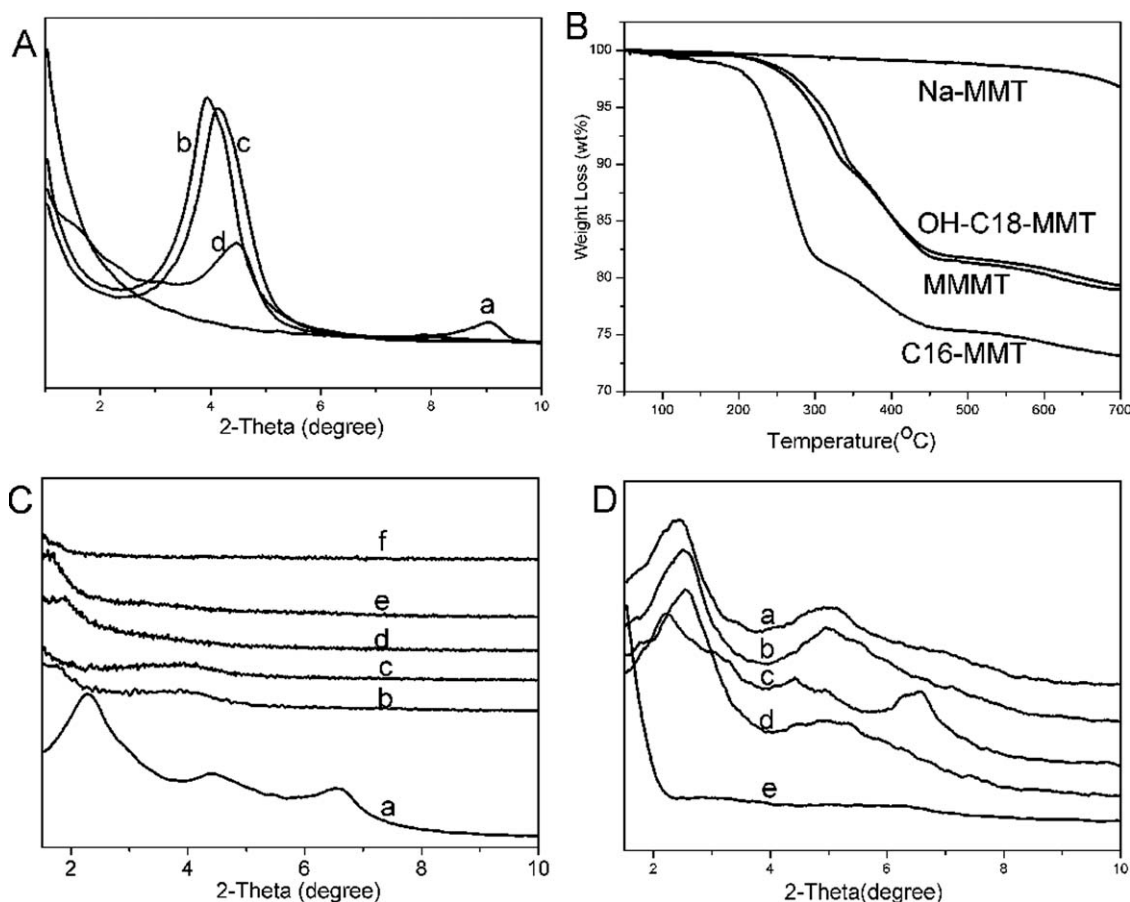 A
b
c
d
a
2
4
6
8
10
2-Theta (degree)
B
100
95
90
85
80
75
70
Weight Loss (wt%)
Na-MMT
OH-C18-MMT
MMMT
C16-MMT
100
200
300
400
500
600
700
Temperature(°C)
C
f
e
d
c
b
a
2
4
6
8
10
2-Theta (degree)
D
a
b
c
d
e
2
4
6
8
10
2-Theta(degree)